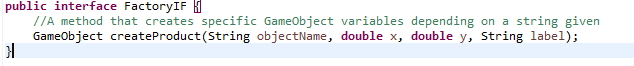 public interface FactoryIF {
//A method that creates specific GameObject variables depending on a string given
GameObject createProduct(String objectName, double x, double y, String label);
}